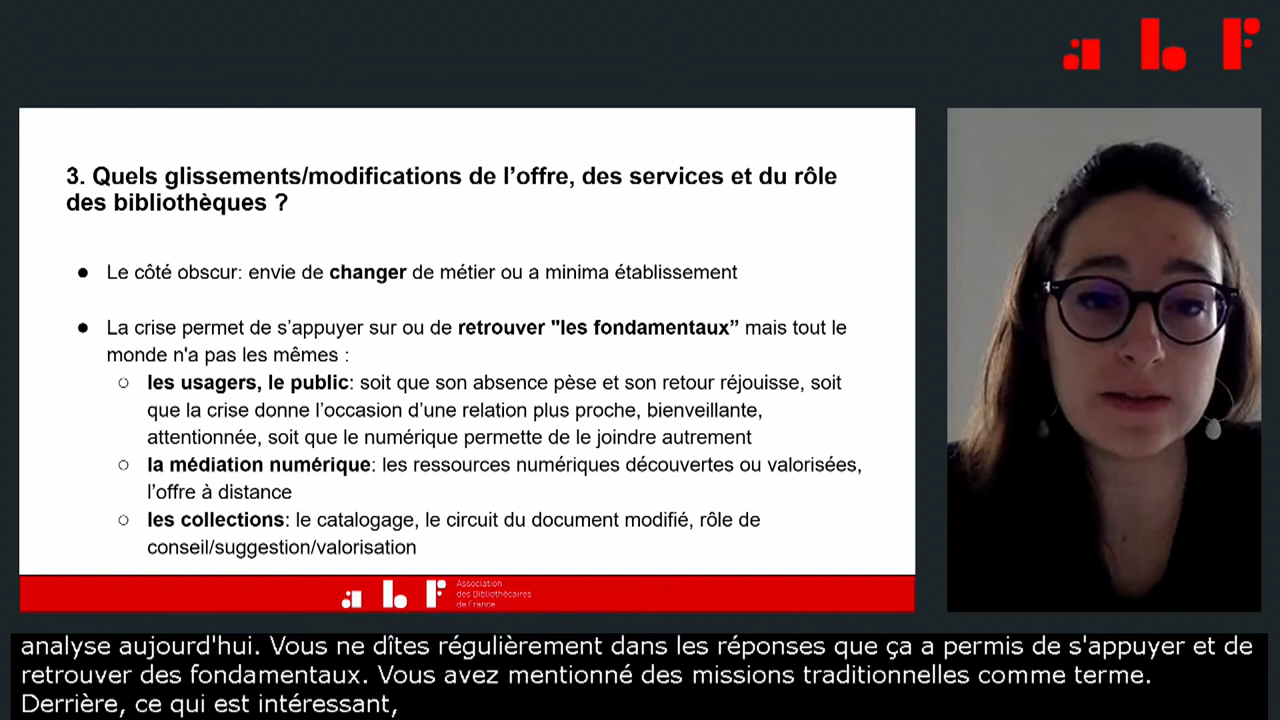 abf
3. Quels glissements/modifications de l’offre, des services et du rôle
des bibliothèques ?
● Le côté obscur: envie de changer de métier ou a minima établissement
● La crise permet de s’appuyer sur ou de retrouver "les fondamentaux” mais tout le
monde n'a pas les mêmes :
○ les usagers, le public: soit que son absence pèse et son retour réjouisse, soit
que la crise donne l’occasion d’une relation plus proche, bienveillante,
attentionnée, soit que le numérique permette de le joindre autrement
○ la médiation numérique: les ressources numériques découvertes ou valorisées,
l’offre à distance
○ les collections: le catalogage, le circuit du document modifié, rôle de
conseil/suggestion/valorisation
abf
Association
des Bibliothécaires
de France
analyse aujourd'hui. Vous ne dîtes régulièrement dans les réponses que ça a permis de s'appuyer et de
retrouver des fondamentaux. Vous avez mentionné des missions traditionnelles comme terme.
Derrière, ce qui est intéressant,